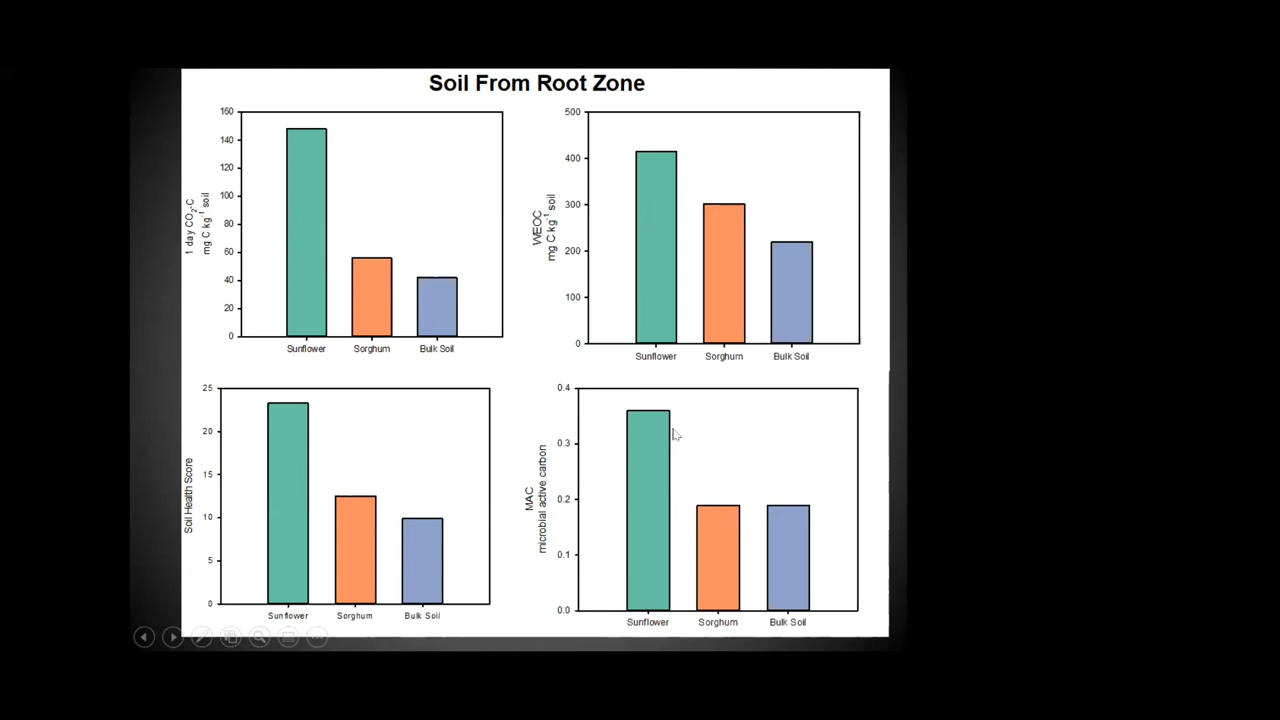 Soil From Root Zone
160
140
120
100
80
60
40
20
0
1 day CO2-C
mg C kg-1 soil
Sunflower Sorghum Bulk Soil
500
400
300
200
100
0
WEOC
mg C kg-1 soil
Sunflower Sorghum Bulk Soil
25
20
15
10
5
0
Soil Health Score
Sunflower Sorghum Bulk Soil
0.4
0.3
0.2
0.1
0.0
MAC
microbial active carbon
Sunflower Sorghum Bulk Soil